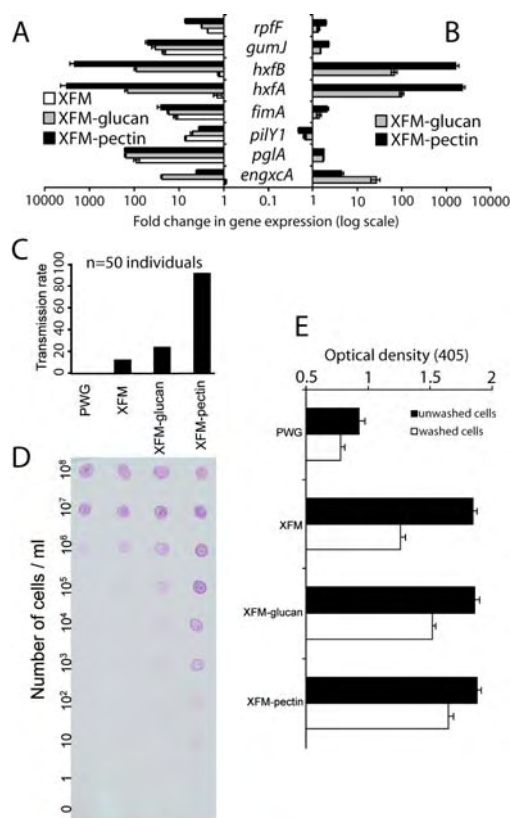 A
B
rpfF
gumJ
hxfB
hxfA
fimA
pilY1
pglA
engxcA
XFM
XFM-glucan
XFM-pectin
XFM-glucan
XFM-pectin
10000 1000 100 10 1 0.1 1 10 100 1000 10000
Fold change in gene expression (log scale)
C
n=50 individuals
Transmission rate
0 20 40 60 80 100
PWG
XFM
XFM-glucan
XFM-pectin
D
Number of cells / ml
10⁸
10⁷
10⁶
10⁵
10⁴
10³
10²
10
1
0
E
Optical density (405)
0.5 1 1.5 2
unwashed cells
washed cells
PWG
XFM
XFM-glucan
XFM-pectin